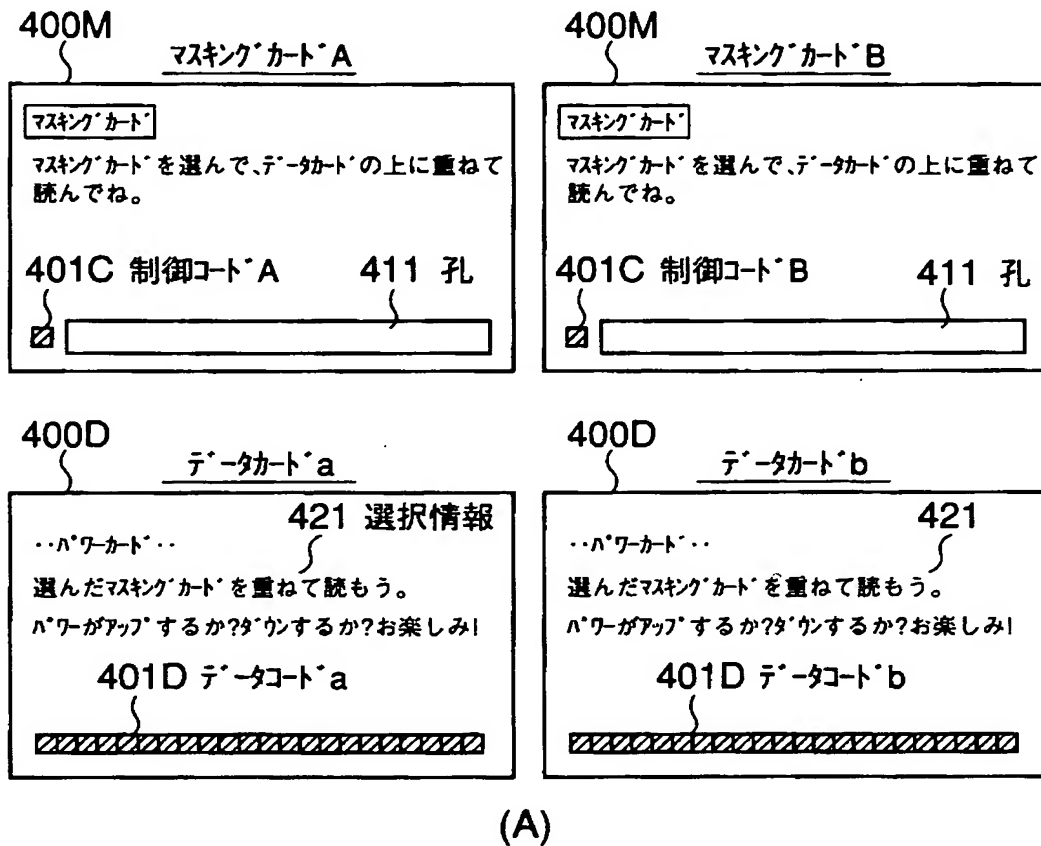 400M
マスキングカードA
マスキングカード
マスキングカードを選んで、データカードの上に重ねて
読んでね。
401C 制御コードA
411 孔
400M
マスキングカードB
マスキングカード
マスキングカードを選んで、データカードの上に重ねて
読んでね。
401C 制御コードB
411 孔
400D
データカードa
421 選択情報
‥パワーカード‥
選んだマスキングカードを重ねて読もう。
パワーがアップするか?ダウンするか?お楽しみ!
401D データコードa
400D
データカードb
421
‥パワーカード‥
選んだマスキングカードを重ねて読もう。
パワーがアップするか?ダウンするか?お楽しみ!
401D データコードb
(A)